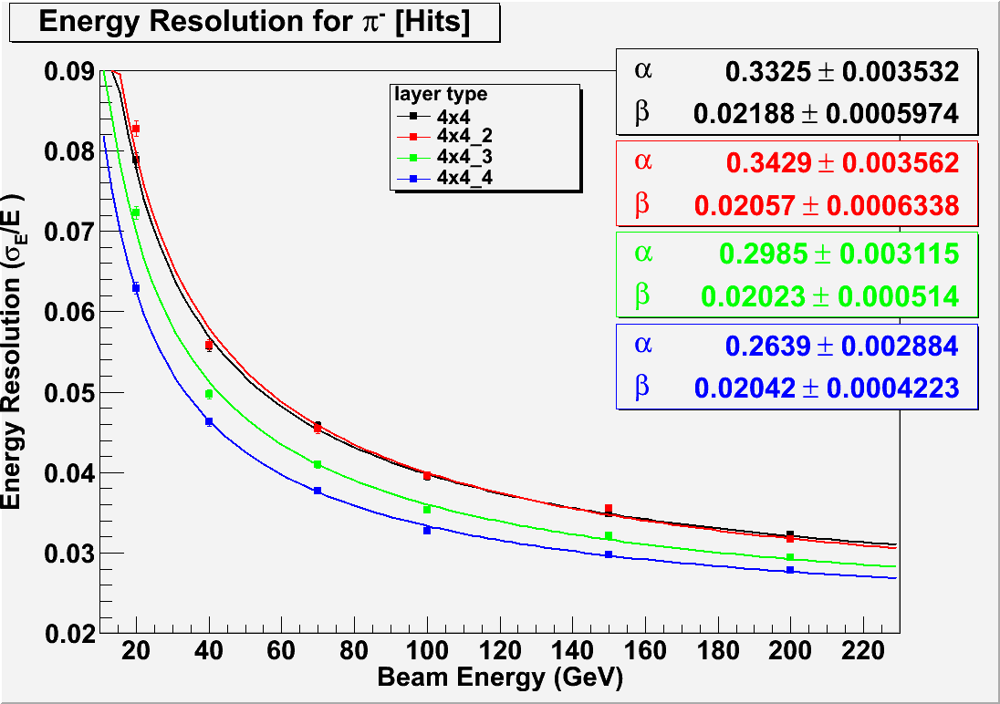 Energy Resolution for π- [Hits]
α 0.3325 ± 0.003532
β 0.02188 ± 0.0005974
α 0.3429 ± 0.003562
β 0.02057 ± 0.0006338
α 0.2985 ± 0.003115
β 0.02023 ± 0.000514
α 0.2639 ± 0.002884
β 0.02042 ± 0.0004223
layer type
4x4
4x4_2
4x4_3
4x4_4
Energy Resolution (σE/E )
0.09
0.08
0.07
0.06
0.05
0.04
0.03
0.02
20 40 60 80 100 120 140 160 180 200 220
Beam Energy (GeV)